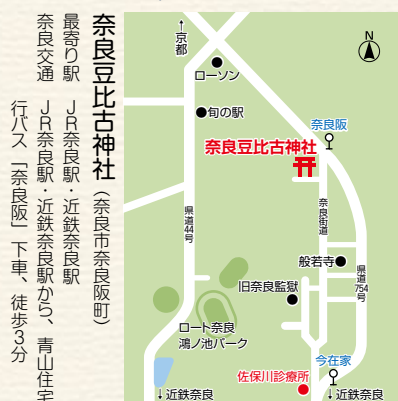 奈良豆比古神社（奈良市奈良阪町）
最寄り駅　JR奈良駅・近鉄奈良駅
奈良交通　JR奈良駅・近鉄奈良駅から、青山住宅
行バス「奈良阪」下車、徒歩3分
↑京都
N
ローソン
旬の駅
奈良阪
奈良豆比古神社
県道44号
奈良街道
般若寺
県道754号
旧奈良監獄
ロート奈良
鴻ノ池パーク
今在家
佐保川診療所
↓近鉄奈良
↓近鉄奈良